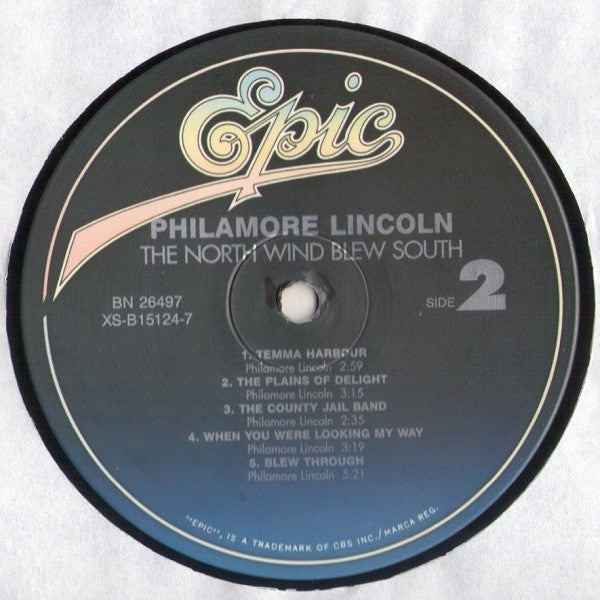 Epic
PHILAMORE LINCOLN
THE NORTH WIND BLEW SOUTH
BN 26497
XS-B15124-7
SIDE 2
1. TEMMA HARBOUR
Philamore Lincoln 2:59
2. THE PLAINS OF DELIGHT
Philamore Lincoln 3:15
3. THE COUNTY JAIL BAND
Philamore Lincoln 2:35
4. WHEN YOU WERE LOOKING MY WAY
Philamore Lincoln 3:19
5. BLEW THROUGH
Philamore Lincoln 5:21
"EPIC", IS A TRADEMARK OF CBS INC./MARCA REG.